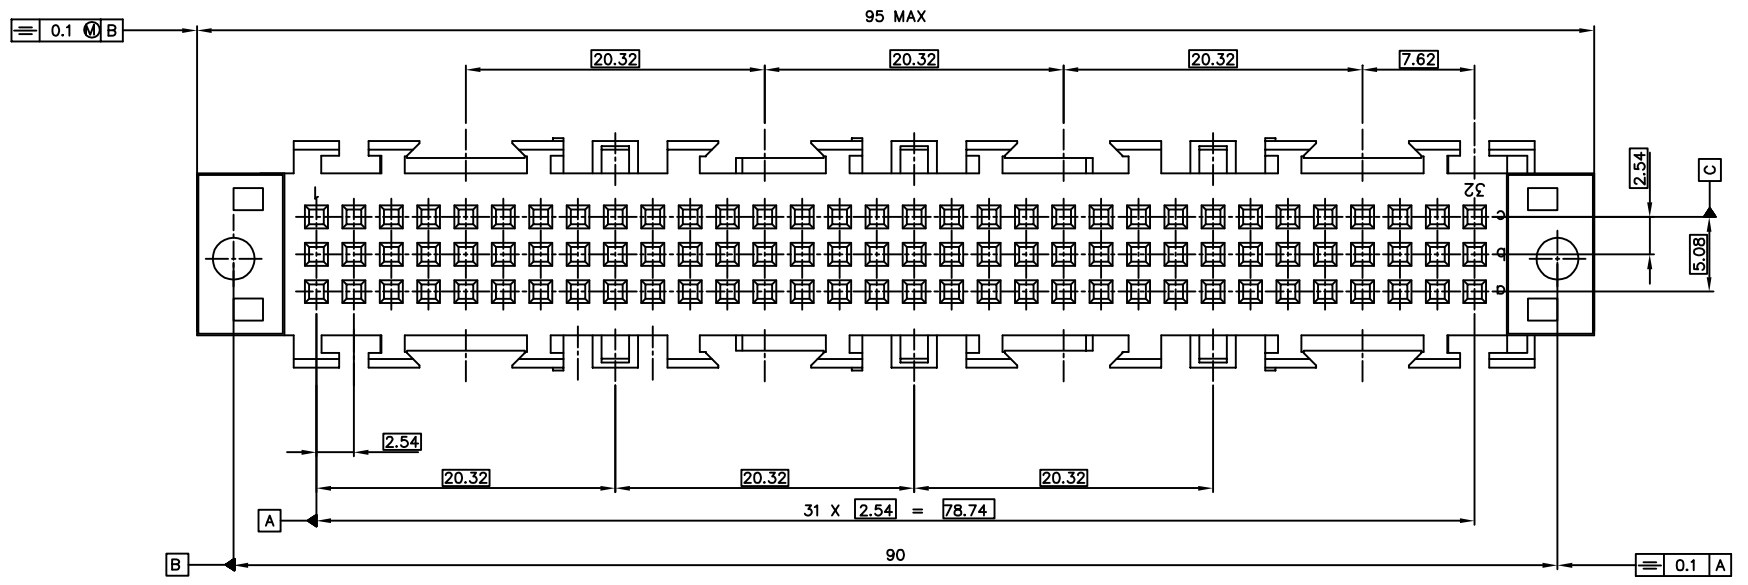 95 MAX
⌯ 0.1 Ⓜ B
20.32 20.32 20.32 7.62
2.54
C
1 32
c
b
a
5.08
2.54
20.32 20.32 20.32
A 31 X 2.54 = 78.74
B 90 ⌯ 0.1 A